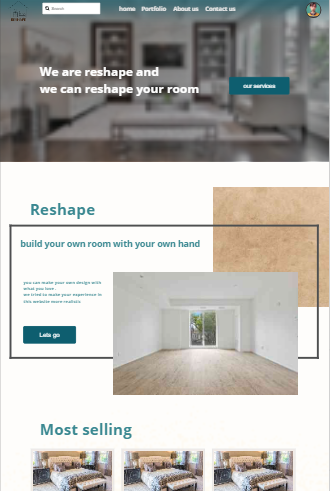 Search
home Portfolio About us Contact us
We are reshape and
we can reshape your room
our services
Reshape
build your own room with your own hand
you can make your own design with
what you love .
we tried to make your experience in
this website more realistic
Lets go
Most selling